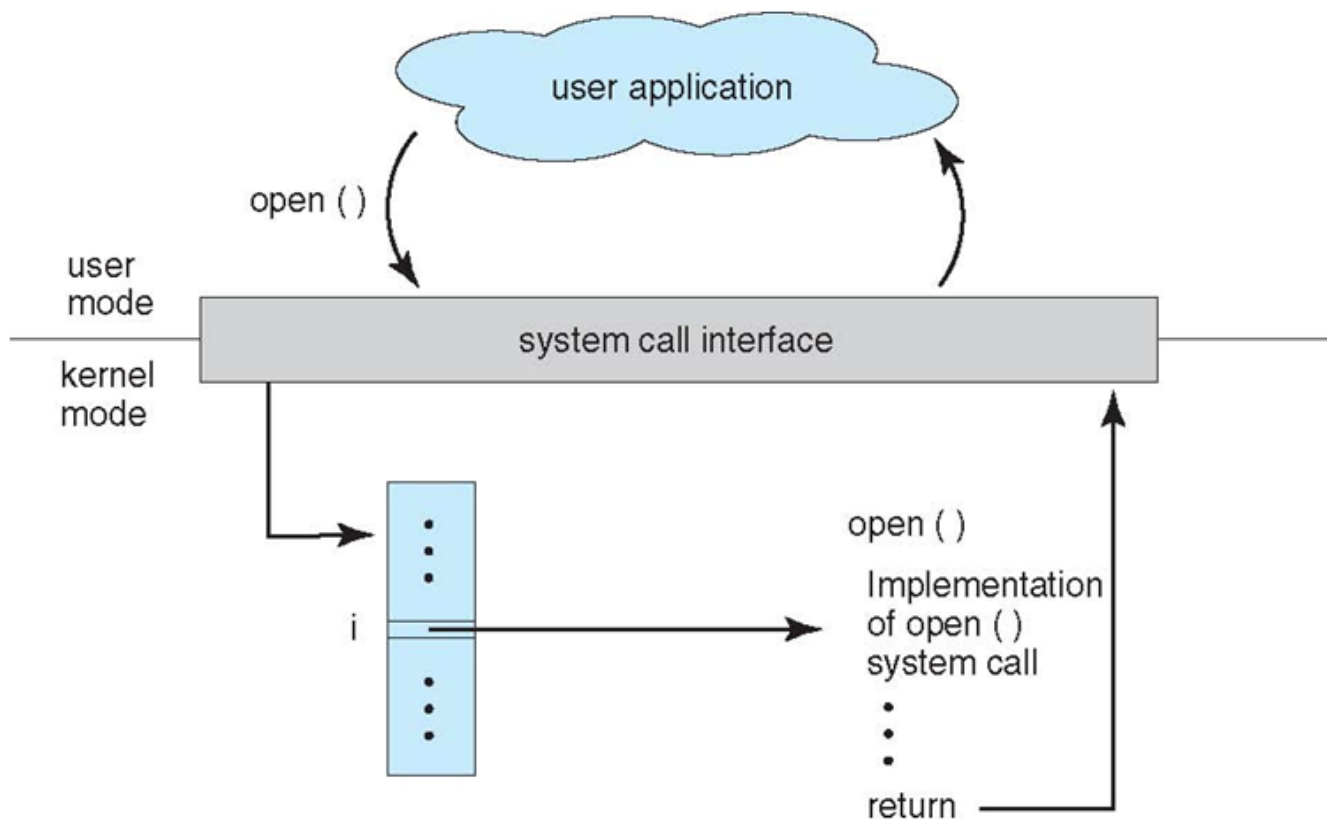 user application
open ( )
user
mode
system call interface
kernel
mode
open ( )
Implementation
i
of open ( )
system call
return